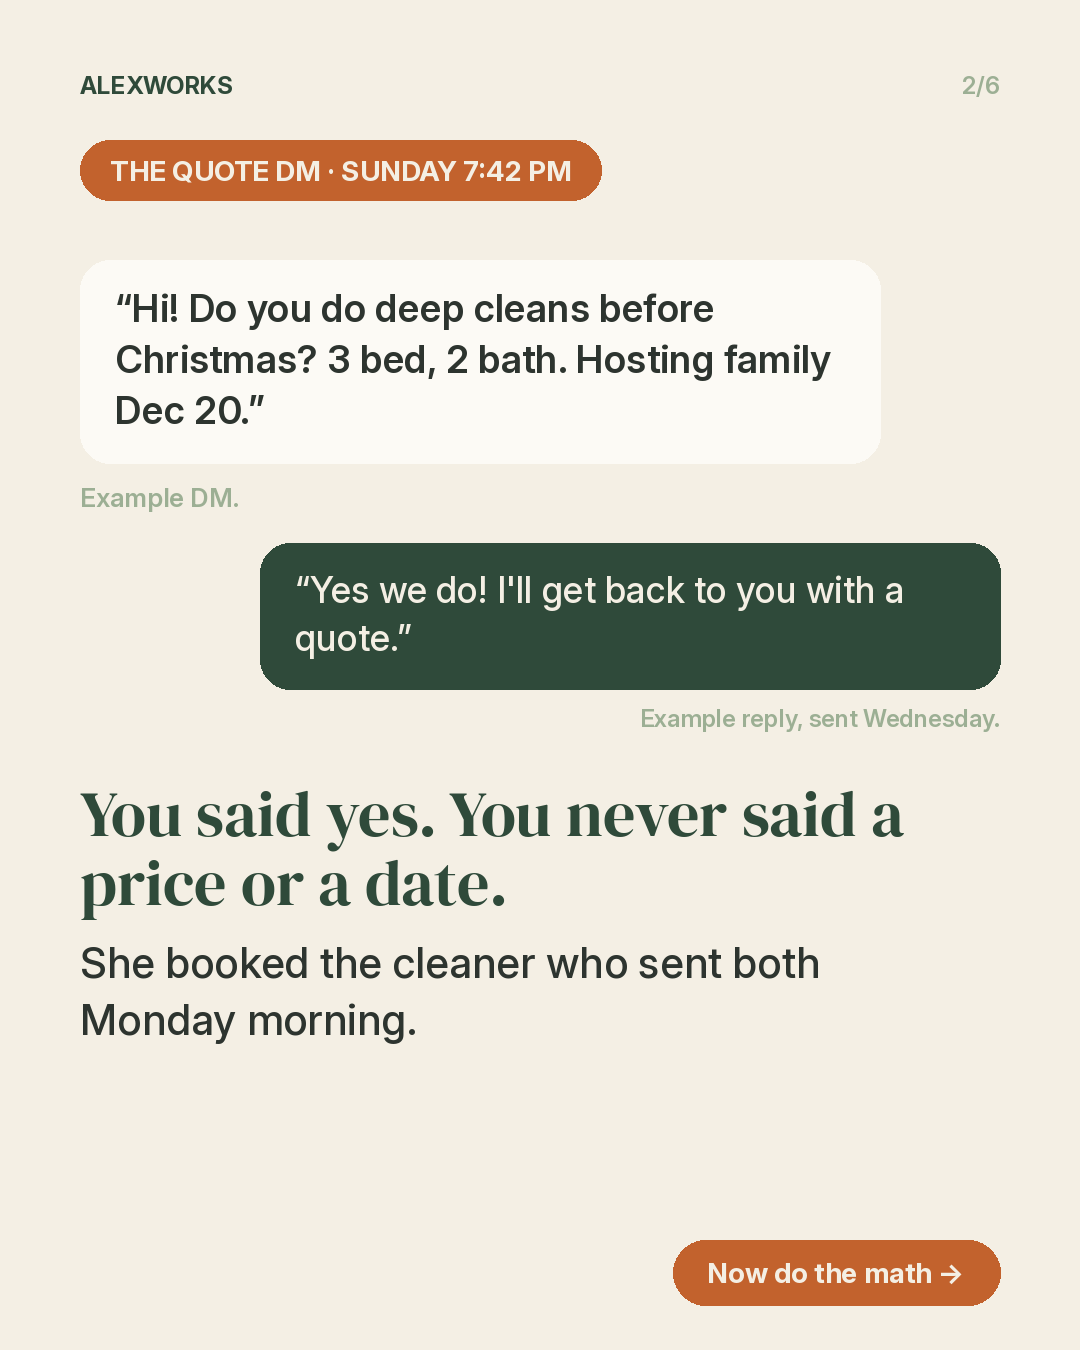 ALEXWORKS
2/6
THE QUOTE DM · SUNDAY 7:42 PM
“Hi! Do you do deep cleans before
Christmas? 3 bed, 2 bath. Hosting family
Dec 20.”
Example DM.
“Yes we do! I'll get back to you with a
quote.”
Example reply, sent Wednesday.
You said yes. You never said a
price or a date.
She booked the cleaner who sent both
Monday morning.
Now do the math →